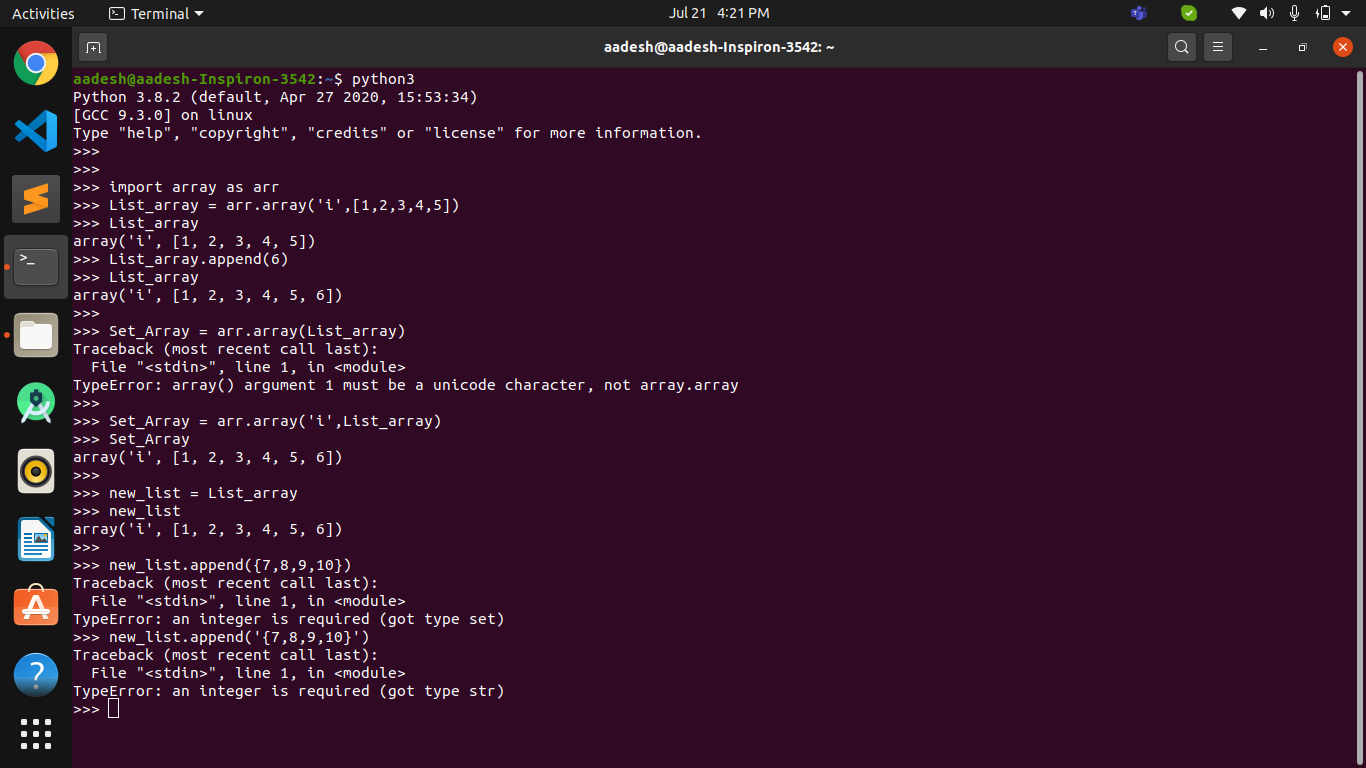 Activities Terminal Jul 21 4:21 PM
aadesh@aadesh-Inspiron-3542: ~
aadesh@aadesh-Inspiron-3542:~$ python3
Python 3.8.2 (default, Apr 27 2020, 15:53:34)
[GCC 9.3.0] on linux
Type "help", "copyright", "credits" or "license" for more information.
>>>
>>>
>>> import array as arr
>>> List_array = arr.array('i',[1,2,3,4,5])
>>> List_array
array('i', [1, 2, 3, 4, 5])
>>> List_array.append(6)
>>> List_array
array('i', [1, 2, 3, 4, 5, 6])
>>>
>>> Set_Array = arr.array(List_array)
Traceback (most recent call last):
  File "<stdin>", line 1, in <module>
TypeError: array() argument 1 must be a unicode character, not array.array
>>>
>>> Set_Array = arr.array('i',List_array)
>>> Set_Array
array('i', [1, 2, 3, 4, 5, 6])
>>>
>>> new_list = List_array
>>> new_list
array('i', [1, 2, 3, 4, 5, 6])
>>>
>>> new_list.append({7,8,9,10})
Traceback (most recent call last):
  File "<stdin>", line 1, in <module>
TypeError: an integer is required (got type set)
>>> new_list.append('{7,8,9,10}')
Traceback (most recent call last):
  File "<stdin>", line 1, in <module>
TypeError: an integer is required (got type str)
>>>